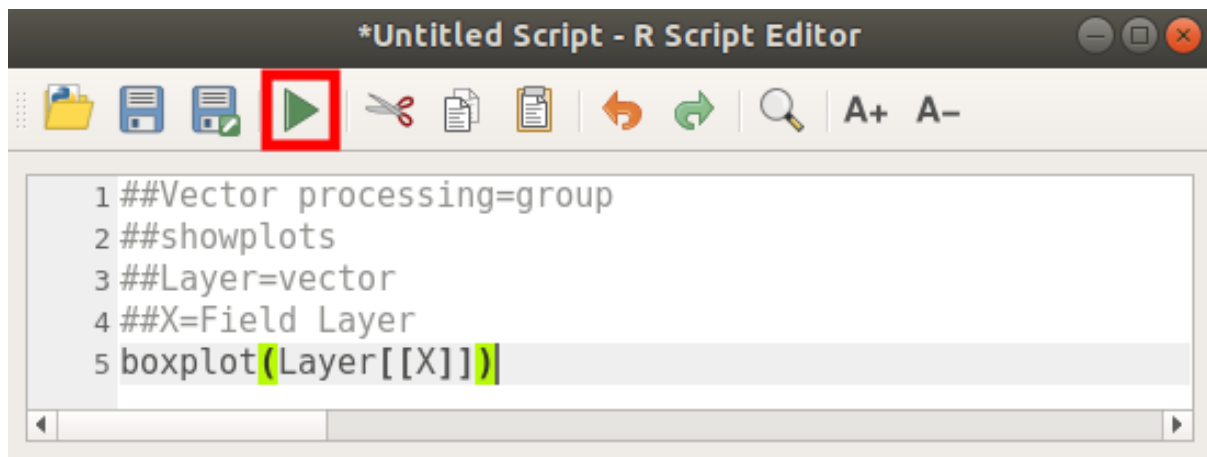 *Untitled Script - R Script Editor
A+ A-
1 ##Vector processing=group
2 ##showplots
3 ##Layer=vector
4 ##X=Field Layer
5 boxplot(Layer[[X]])